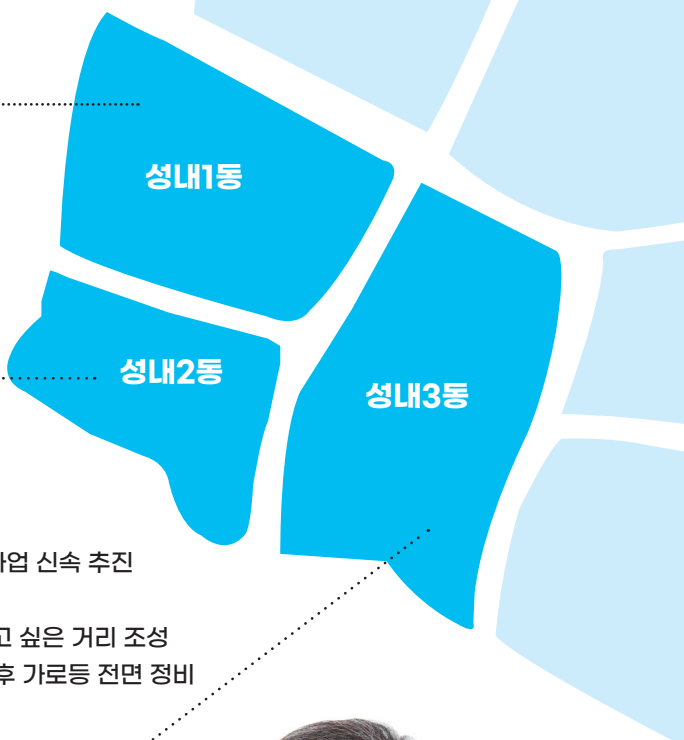 성내1동
성내2동
성내3동
업 신속 추진
고 싶은 거리 조성
후 가로등 전면 정비